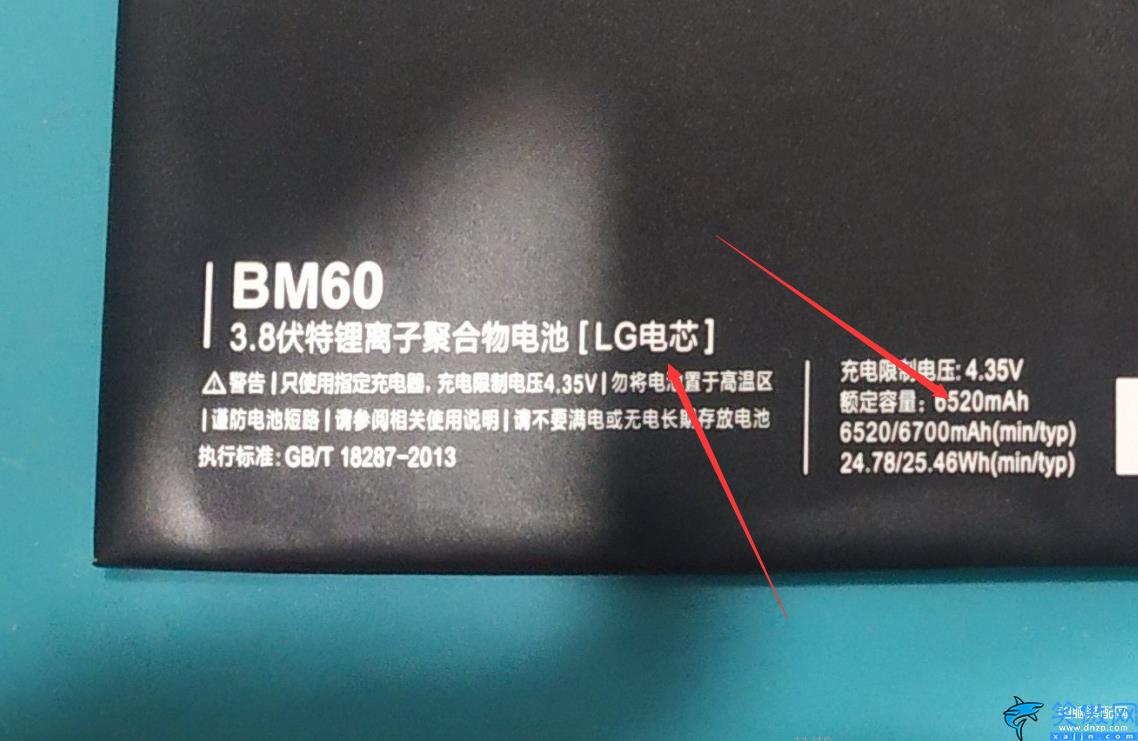 BM60
3.8伏特锂离子聚合物电池[LG电芯]
警告|只使用指定充电器, 充电限制电压4.35V|勿将电池置于高温区
|谨防电池短路|请参阅相关使用说明|请不要满电或无电长期存放电池
执行标准:GB/T 18287-2013
充电限制电压: 4.35V
额定容量: 6520mAh
6520/6700mAh(min/typ)
24.78/25.46Wh(min/typ)
www.dnzp.com
xajjn.com